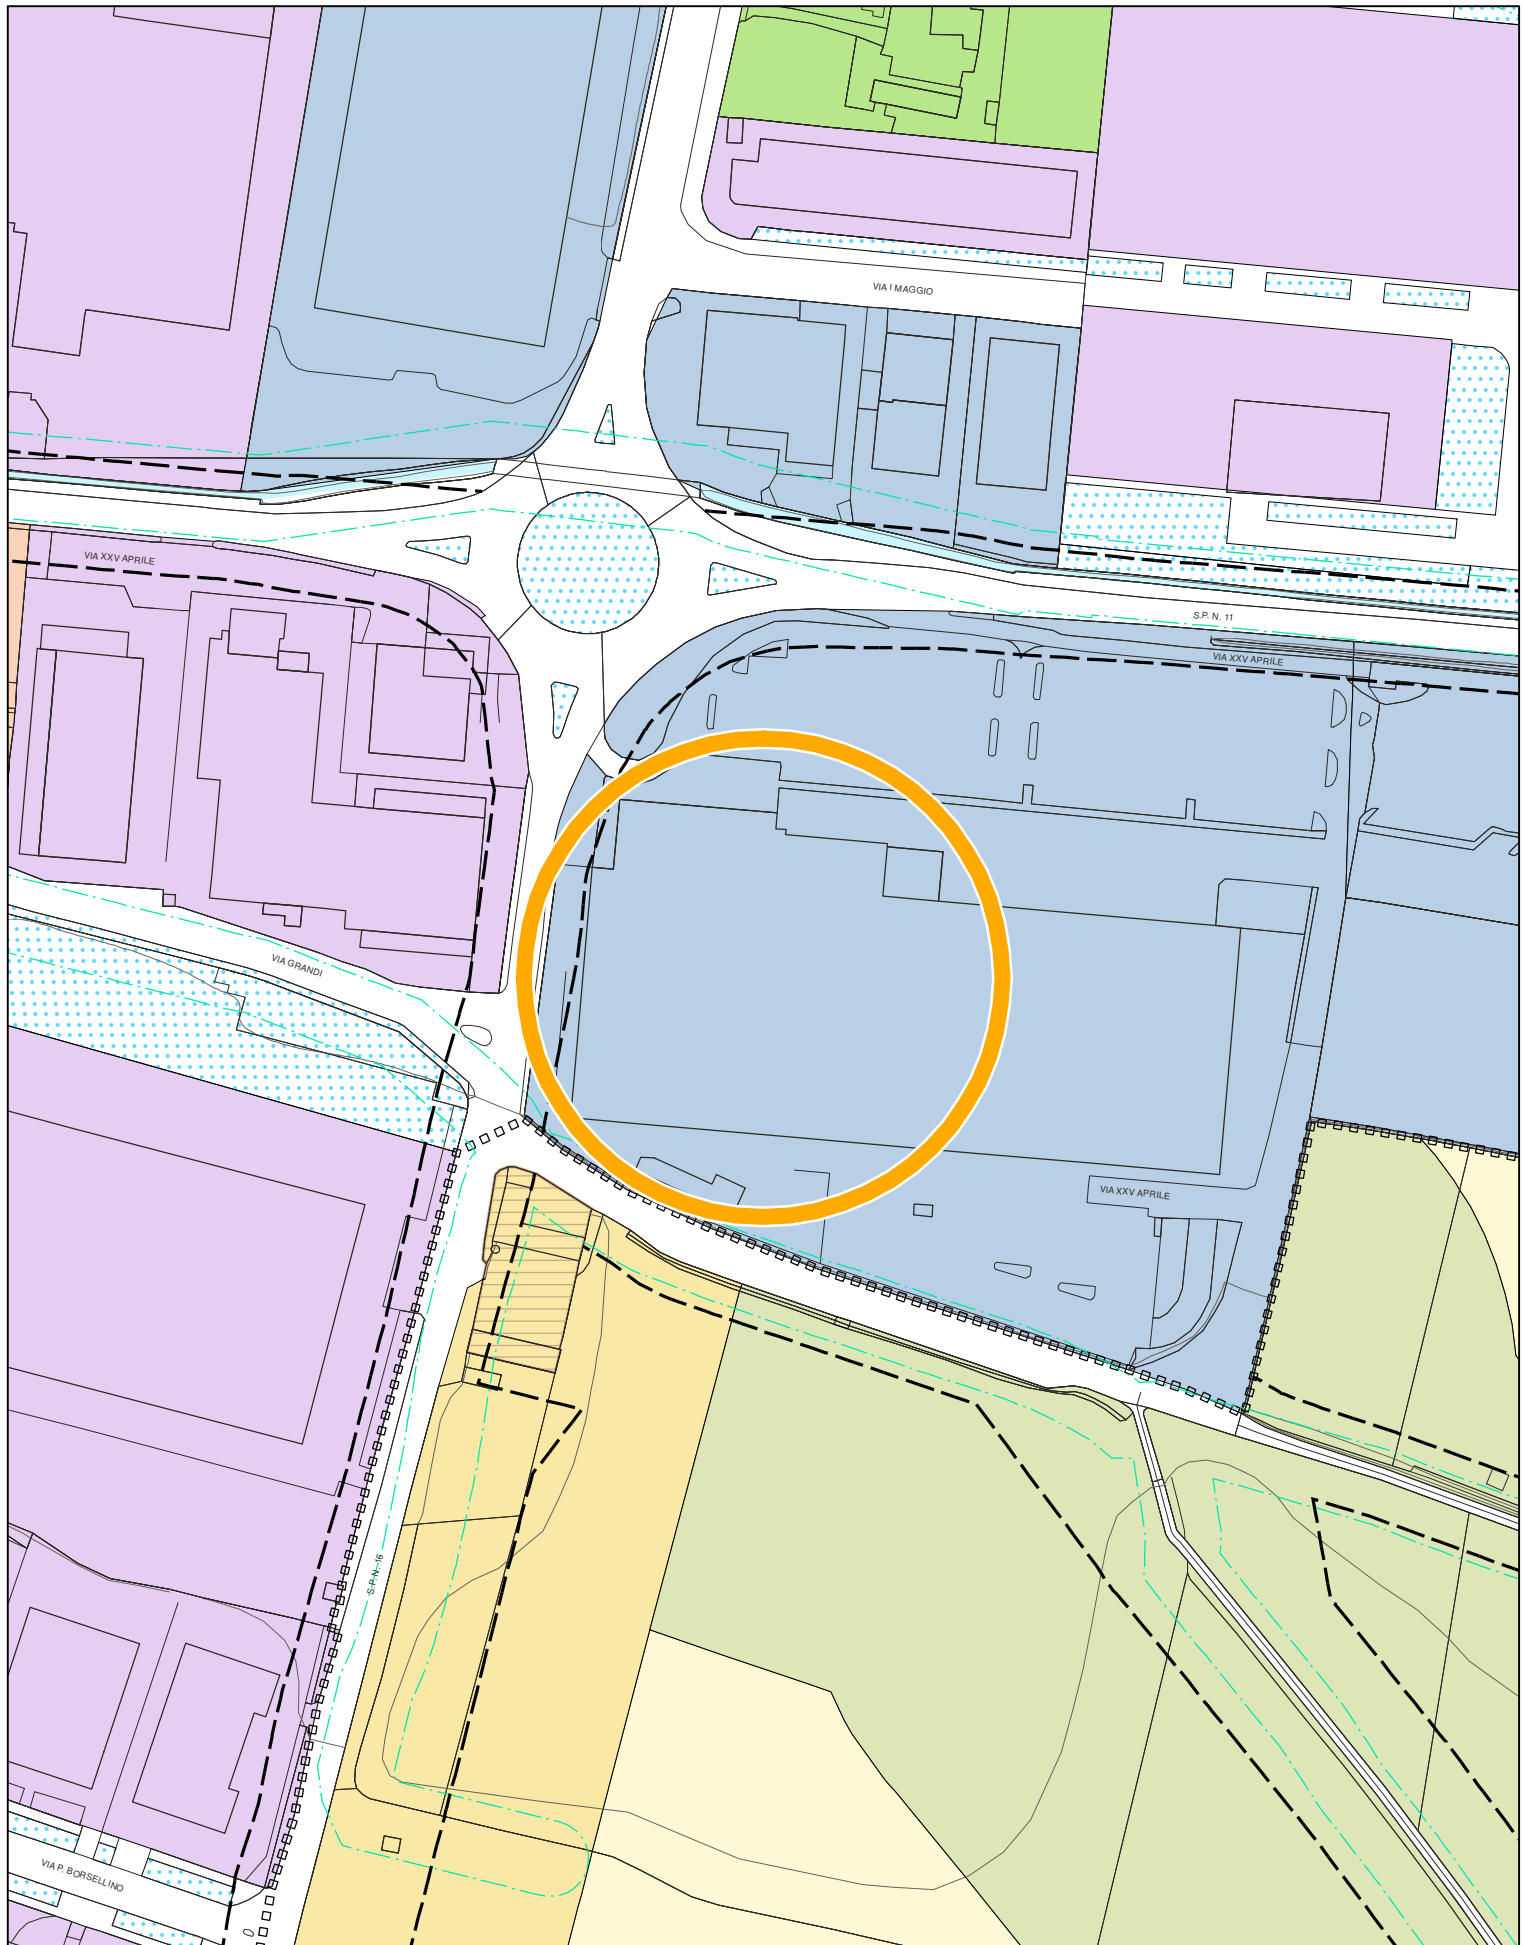 VIA I MAGGIO
VIA XXV APRILE
S.P. N. 11
VIA XXV APRILE
VIA GRANDI
VIA XXV APRILE
S.P. N. 16
VIA P. BORSELLINO